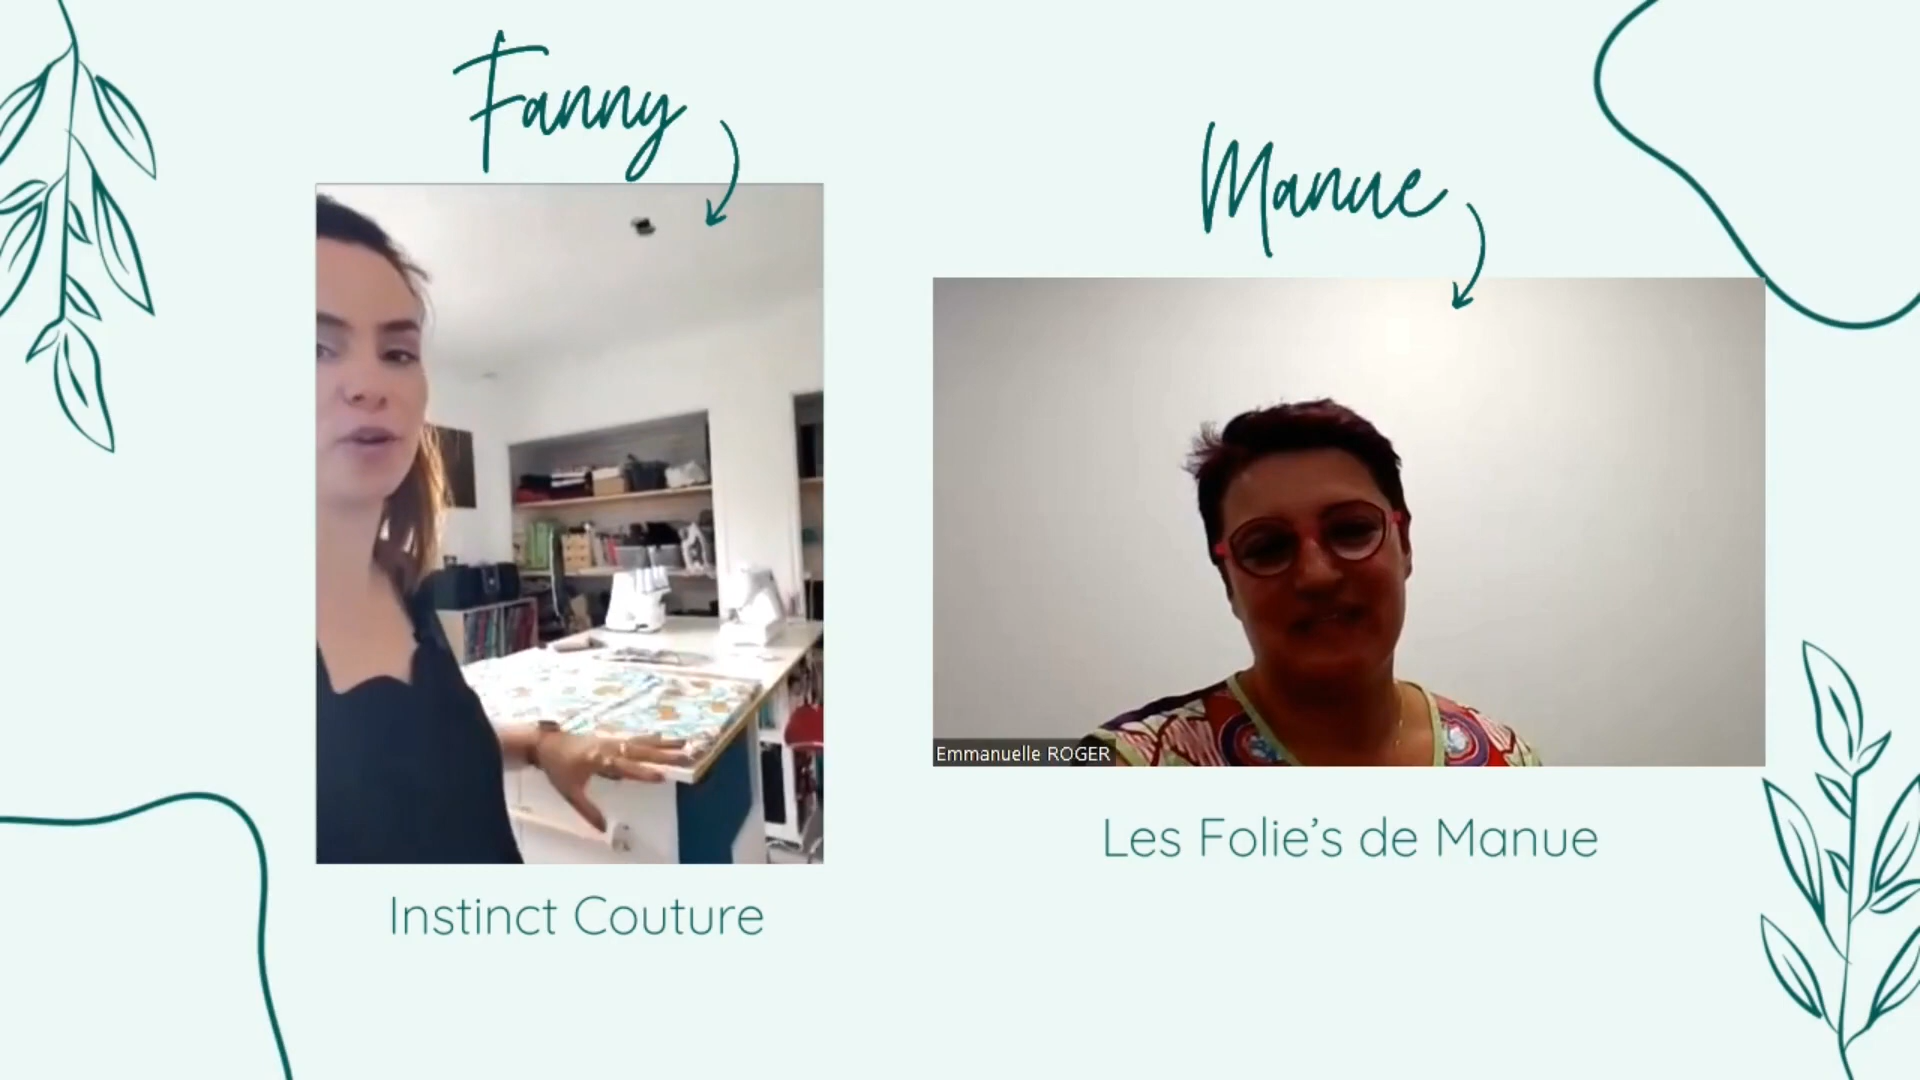 Fanny
Manue
Emmanuelle ROGER
Les Folie’s de Manue
Instinct Couture